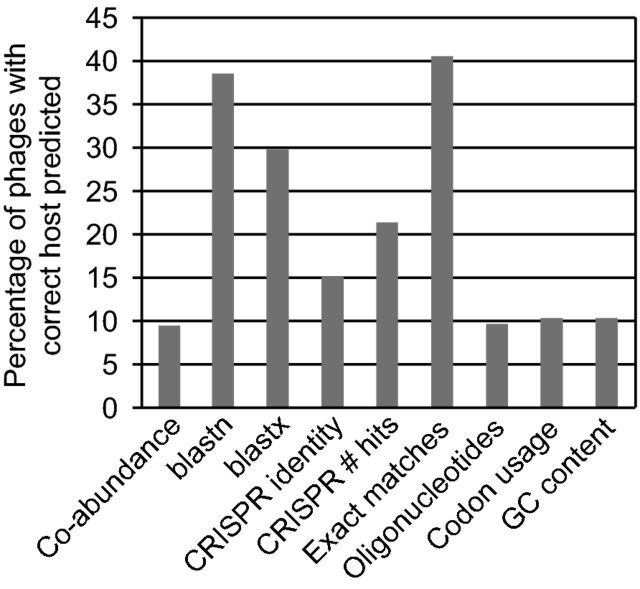 Percentage of phages with
correct host predicted
45
40
35
30
25
20
15
10
5
0
Co-abundance
blastn
blastx
CRISPR identity
CRISPR # hits
Exact matches
Oligonucleotides
Codon usage
GC content